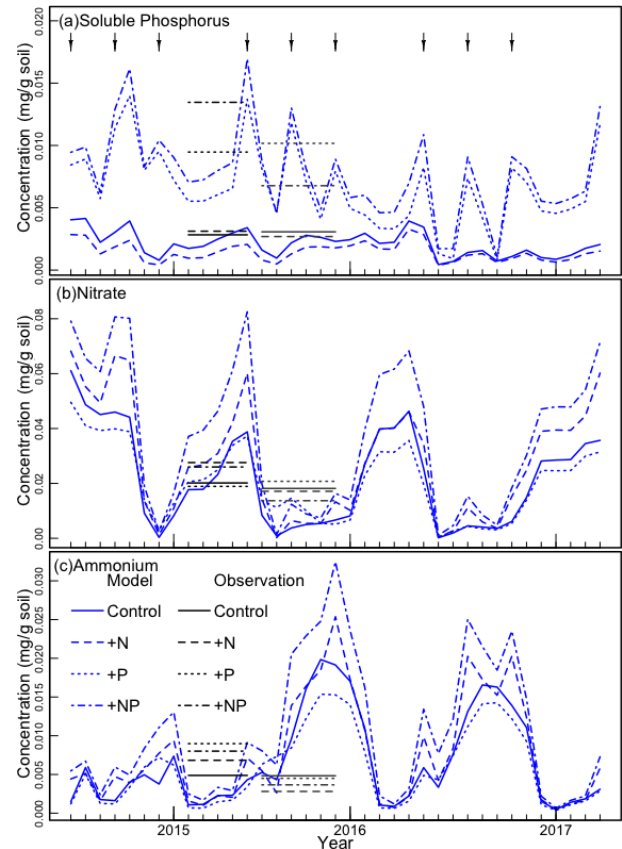 (a)Soluble Phosphorus
Concentration (mg/g soil)
0.020
0.015
0.010
0.005
0.000
(b)Nitrate
Concentration (mg/g soil)
0.08
0.06
0.04
0.02
0.00
(c)Ammonium
Concentration (mg/g soil)
0.030
0.025
0.020
0.015
0.010
0.005
0.000
Model Observation
Control Control
+N +N
+P +P
+NP +NP
2015 2016 2017
Year